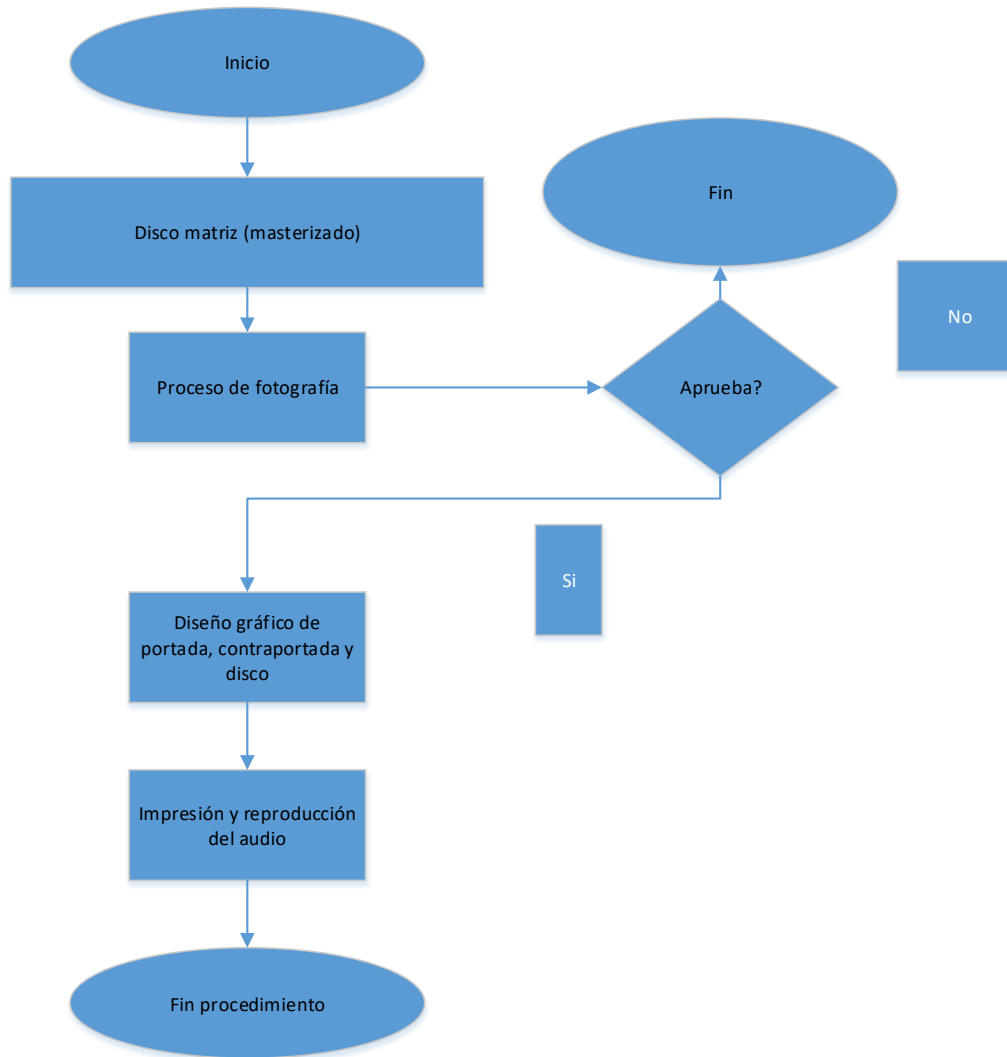 Inicio
Fin
Disco matriz (masterizado)
No
Proceso de fotografía
Aprueba?
Si
Diseño gráfico de
portada, contraportada y
disco
Impresión y reproducción
del audio
Fin procedimiento